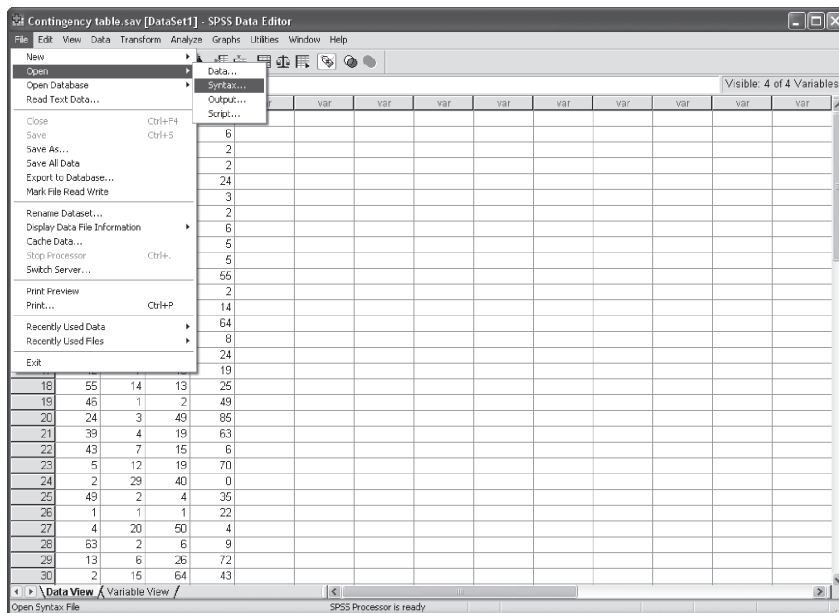 Contingency table.sav [DataSet1] - SPSS Data Editor
File Edit View Data Transform Analyze Graphs Utilities Window Help
New
Open
Open Database
Read Text Data...
Close Ctrl+F4
Save Ctrl+S
Save As...
Save All Data
Export to Database...
Mark File Read Write
Rename Dataset...
Display Data File Information
Cache Data...
Stop Processor Ctrl+.
Switch Server...
Print Preview
Print... Ctrl+P
Recently Used Data
Recently Used Files
Exit
Data...
Syntax...
Output...
Script...
Visible: 4 of 4 Variables
var var var var var var var var
6
2
2
24
3
2
6
5
5
55
2
14
64
8
24
19
18 55 14 13 25
19 46 1 2 49
20 24 3 49 85
21 39 4 19 63
22 43 7 15 6
23 5 12 19 70
24 2 29 40 0
25 49 2 4 35
26 1 1 1 22
27 4 20 50 4
28 63 2 6 9
29 13 6 26 72
30 2 15 64 43
Data View Variable View
Open Syntax File SPSS Processor is ready